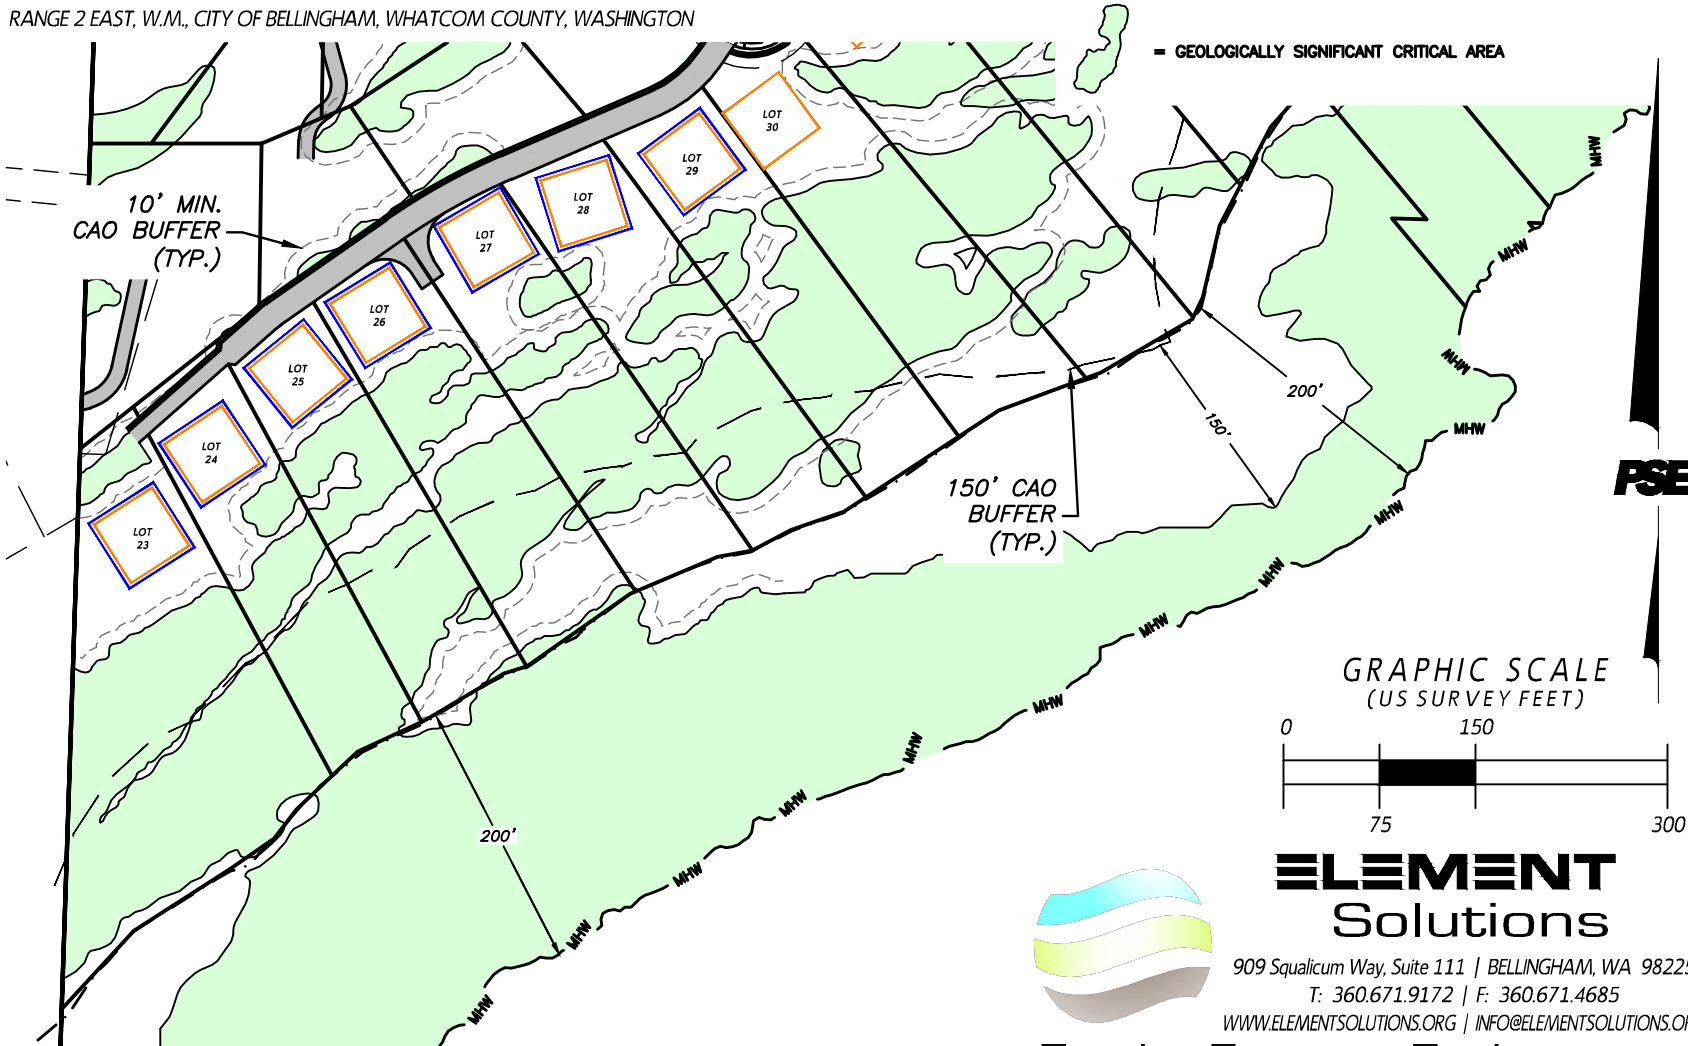 RANGE 2 EAST, W.M., CITY OF BELLINGHAM, WHATCOM COUNTY, WASHINGTON
= GEOLOGICALLY SIGNIFICANT CRITICAL AREA
LOT
30
LOT
29
LOT
28
LOT
27
LOT
26
LOT
25
LOT
24
LOT
23
10' MIN.
CAO BUFFER
(TYP.)
MHW
MHW
MHW
MHW
MHW
MHW
MHW
MHW
MHW
MHW
MHW
MHW
MHW
200'
150'
150' CAO
BUFFER
(TYP.)
200'
PSE
GRAPHIC SCALE
(US SURVEY FEET)
0 150
75 300
ELEMENT
Solutions
909 Squalicum Way, Suite 111 | BELLINGHAM, WA 98225
T: 360.671.9172 | F: 360.671.4685
WWW.ELEMENTSOLUTIONS.ORG | INFO@ELEMENTSOLUTIONS.OR